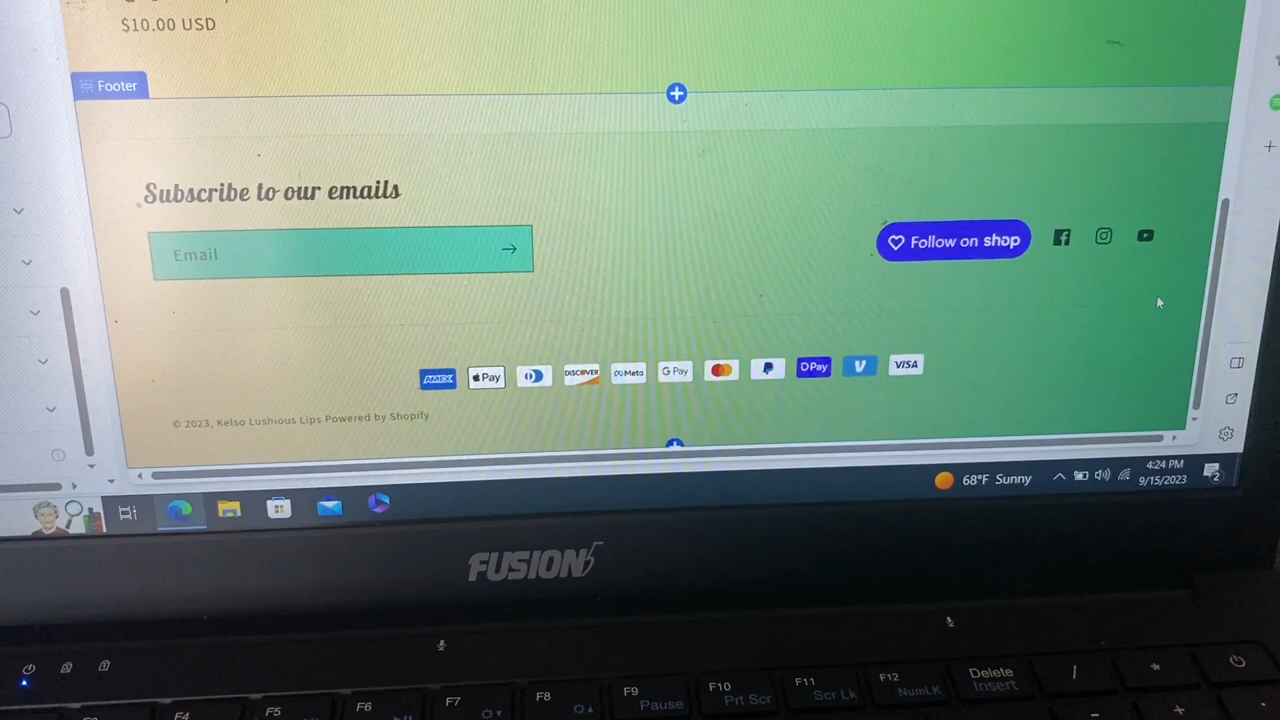 $10.00 USD
Footer
Subscribe to our emails
Email
Follow on shop
AMEX
Pay
DISCOVER
Meta
G Pay
Pay
V
VISA
© 2023, Kelso Lushious Lips Powered by Shopify
68°F Sunny
4:24 PM
9/15/2023
2
FUSION5
F4
F5
F6
F7
F8
F9
Pause
F10
Prt Scr
F11
Scr Lk
F12
NumLK
Delete
Insert
/
*
-
+